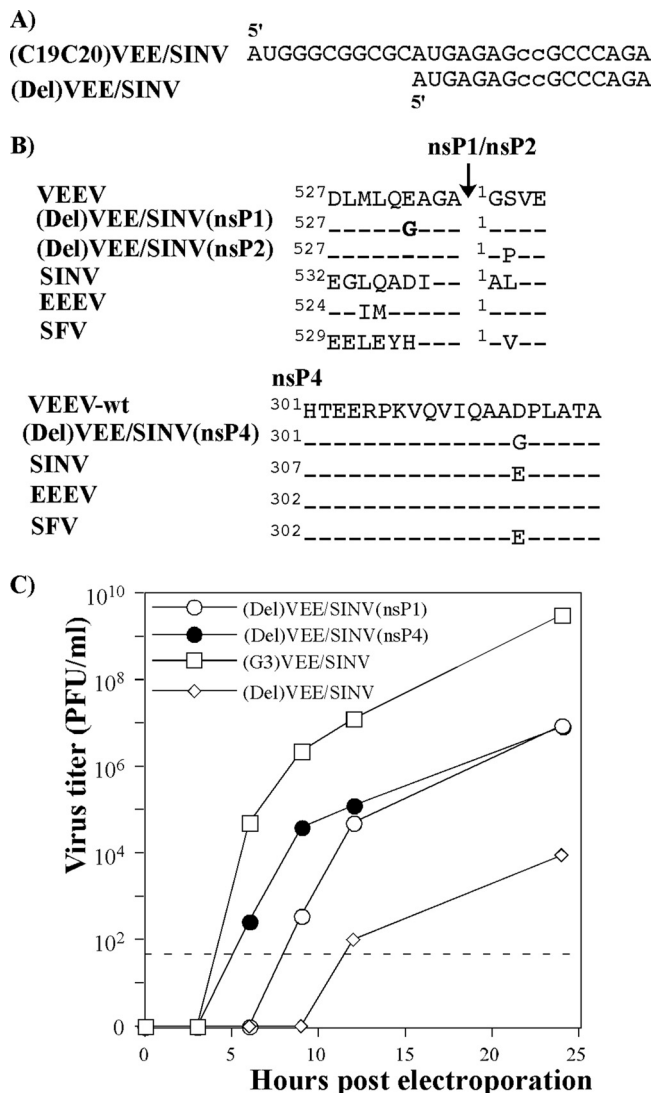 A)
5'
(C19C20)VEE/SINV AUGGGCGGCGCAUGAGAGccGCCCAGA
(Del)VEE/SINV AUGAGAGccGCCCAGA
5'
B)
nsP1/nsP2
VEEV 527DLMLQEAGA 1GSVE
(Del)VEE/SINV(nsP1) 527-----G--- 1----
(Del)VEE/SINV(nsP2) 527--------- 1-P--
SINV 532EGLQADI-- 1AL--
EEEV 524--IM----- 1----
SFV 529EELEYH--- 1-V--
nsP4
VEEV-wt 301HTEERPKVQVIQAADPLATA
(Del)VEE/SINV(nsP4) 301---------------G-----
SINV 307---------------E-----
EEEV 302---------------------
SFV 302---------------E-----
C)
(Del)VEE/SINV(nsP1)
(Del)VEE/SINV(nsP4)
(G3)VEE/SINV
(Del)VEE/SINV
Virus titer (PFU/ml)
10^10
10^8
10^6
10^4
10^2
0
0 5 10 15 20 25
Hours post electroporation